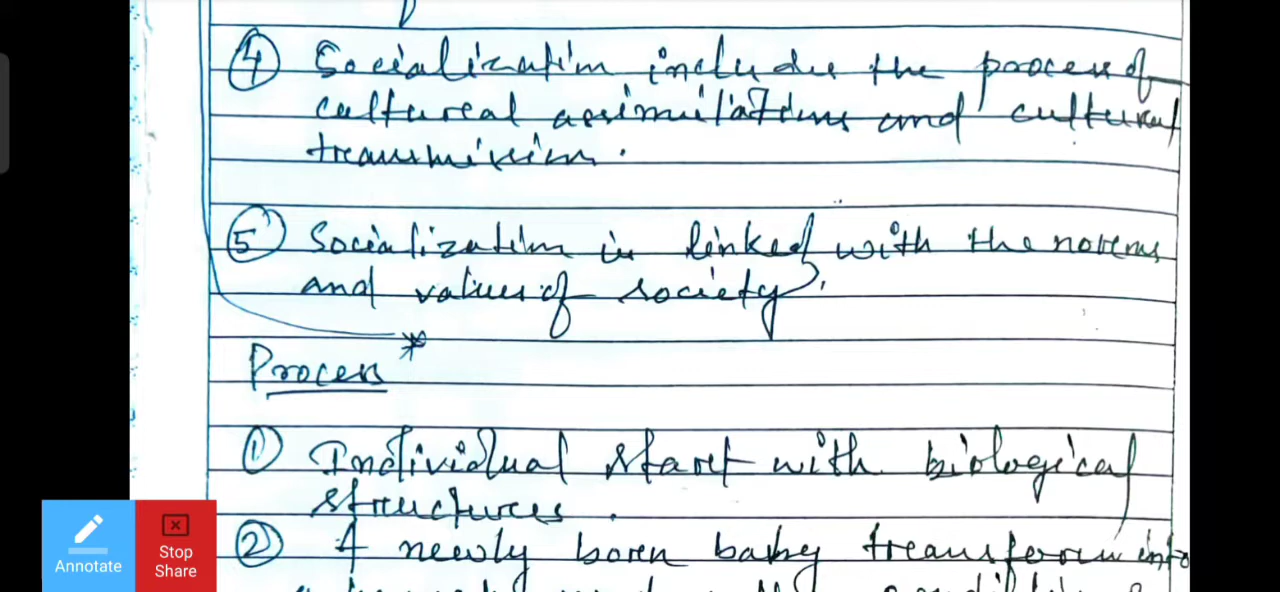 ④ Socialization includes the process of
cultural assimilations and cultural
transmission.
⑤ Socialization is linked with the norms
and values of society.
Process *
① Individual start with biological
structures.
② A newly born baby transform into
Annotate
Stop
Share